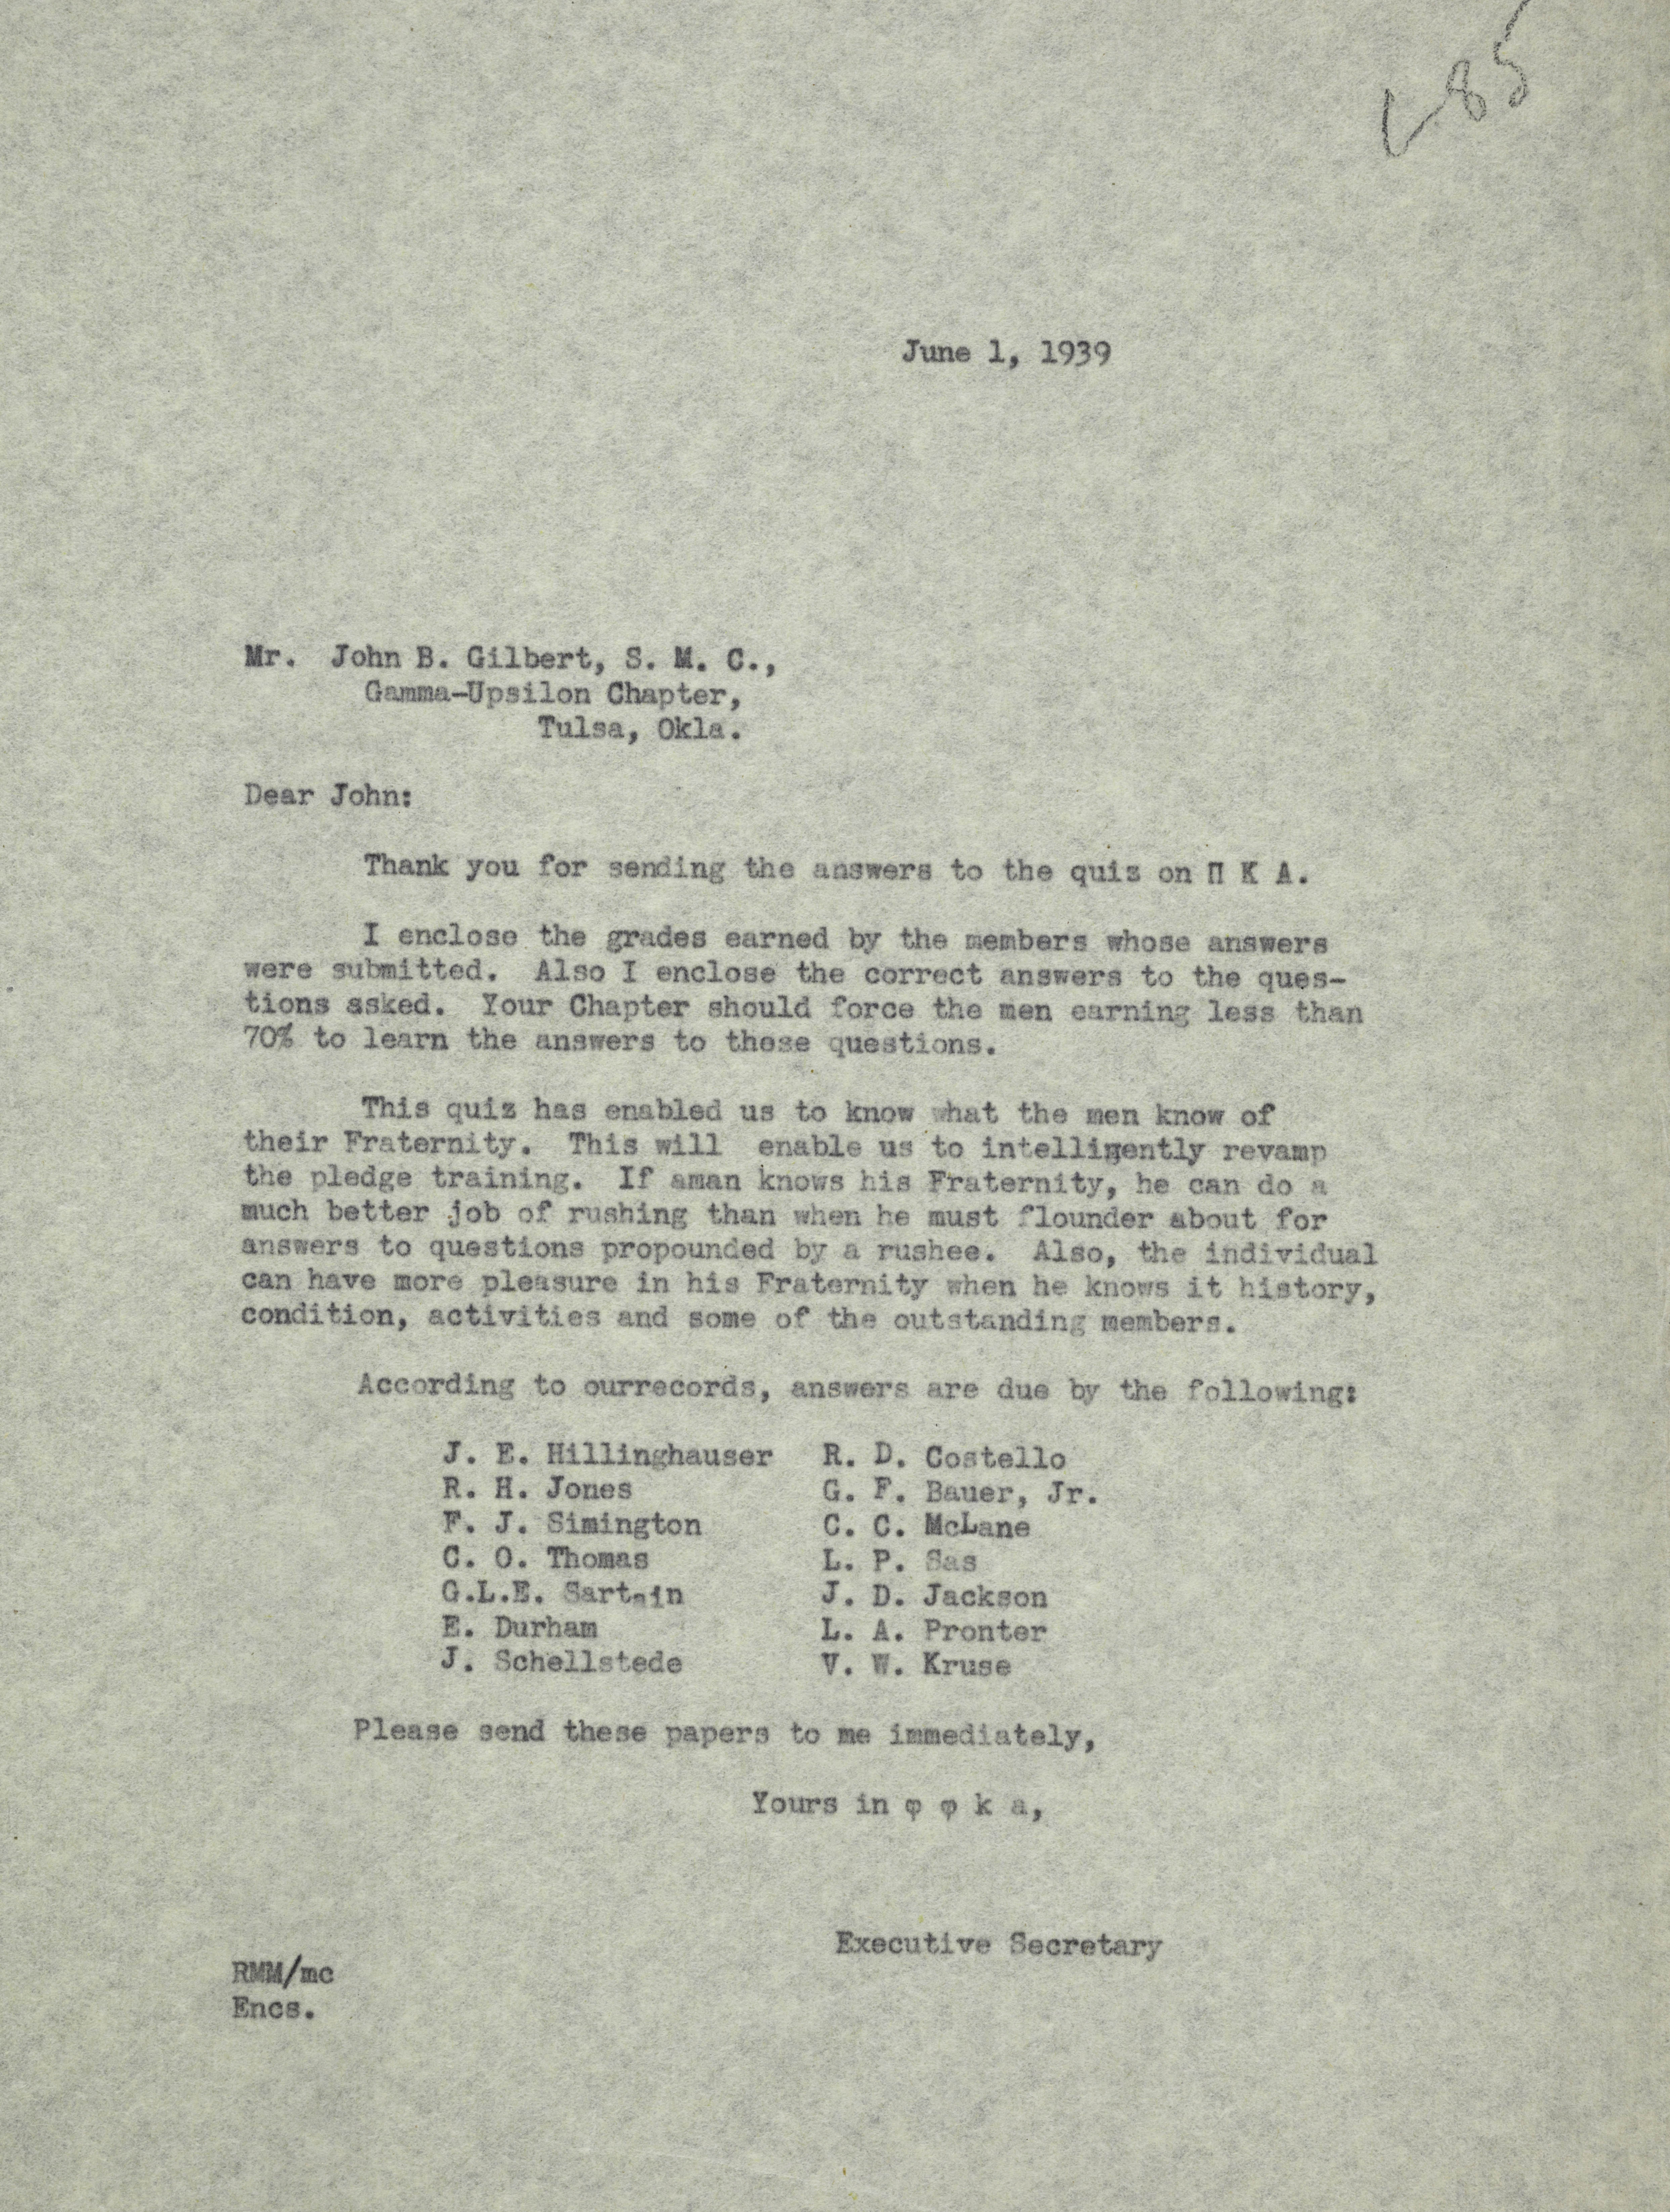 85
June 1, 1939
Mr. John B. Gilbert, S. M. C.,
Gamma-Upsilon Chapter,
Tulsa, Okla.
Dear John:
Thank you for sending the answers to the quiz on Π K A.
I enclose the grades earned by the members whose answers
were submitted. Also I enclose the correct answers to the ques-
tions asked. Your Chapter should force the men earning less than
70% to learn the answers to these questions.
This quiz has enabled us to know what the men know of
their Fraternity. This will enable us to intelligently revamp
the pledge training. If aman knows his Fraternity, he can do a
much better job of rushing than when he must flounder about for
answers to questions propounded by a rushee. Also, the individual
can have more pleasure in his Fraternity when he knows it history,
condition, activities and some of the outstanding members.
According to ourrecords, answers are due by the following:
J. E. Hillinghauser R. D. Costello
R. H. Jones G. F. Bauer, Jr.
F. J. Simington C. C. McLane
C. O. Thomas L. P. Sas
G.L.E. Sartain J. D. Jackson
E. Durham L. A. Pronter
J. Schellstede V. W. Kruse
Please send these papers to me immediately,
Yours in φ φ k a,
Executive Secretary
RMM/mc
Encs.